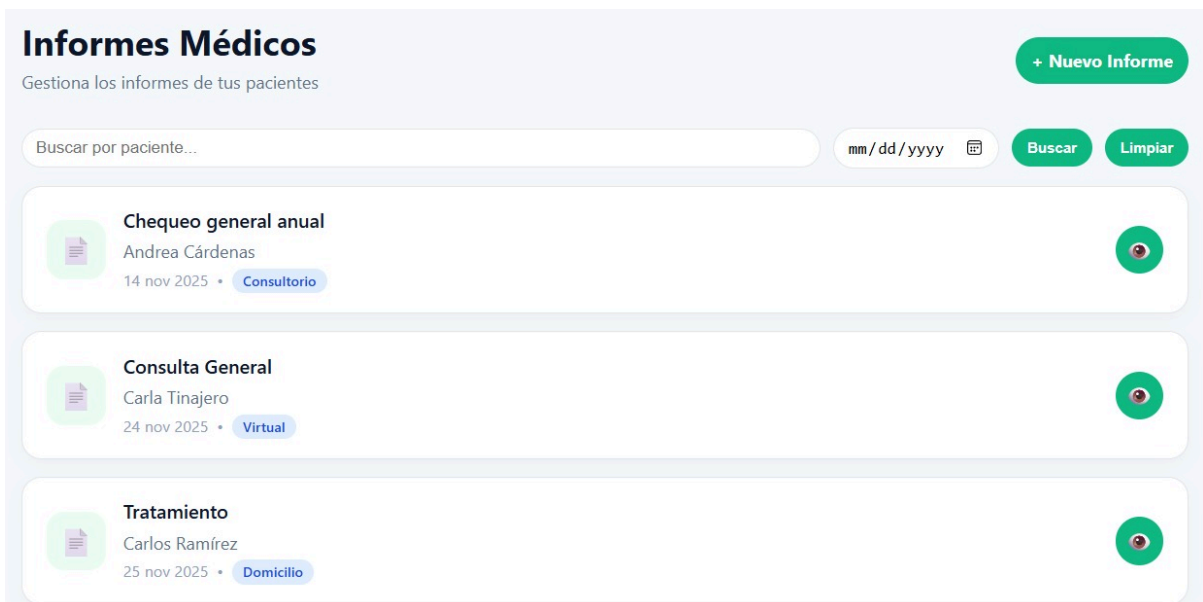 Informes Médicos
+ Nuevo Informe
Gestiona los informes de tus pacientes
Buscar por paciente...
mm/dd/yyyy
Buscar
Limpiar
Chequeo general anual
Andrea Cárdenas
14 nov 2025 • Consultorio
Consulta General
Carla Tinajero
24 nov 2025 • Virtual
Tratamiento
Carlos Ramírez
25 nov 2025 • Domicilio